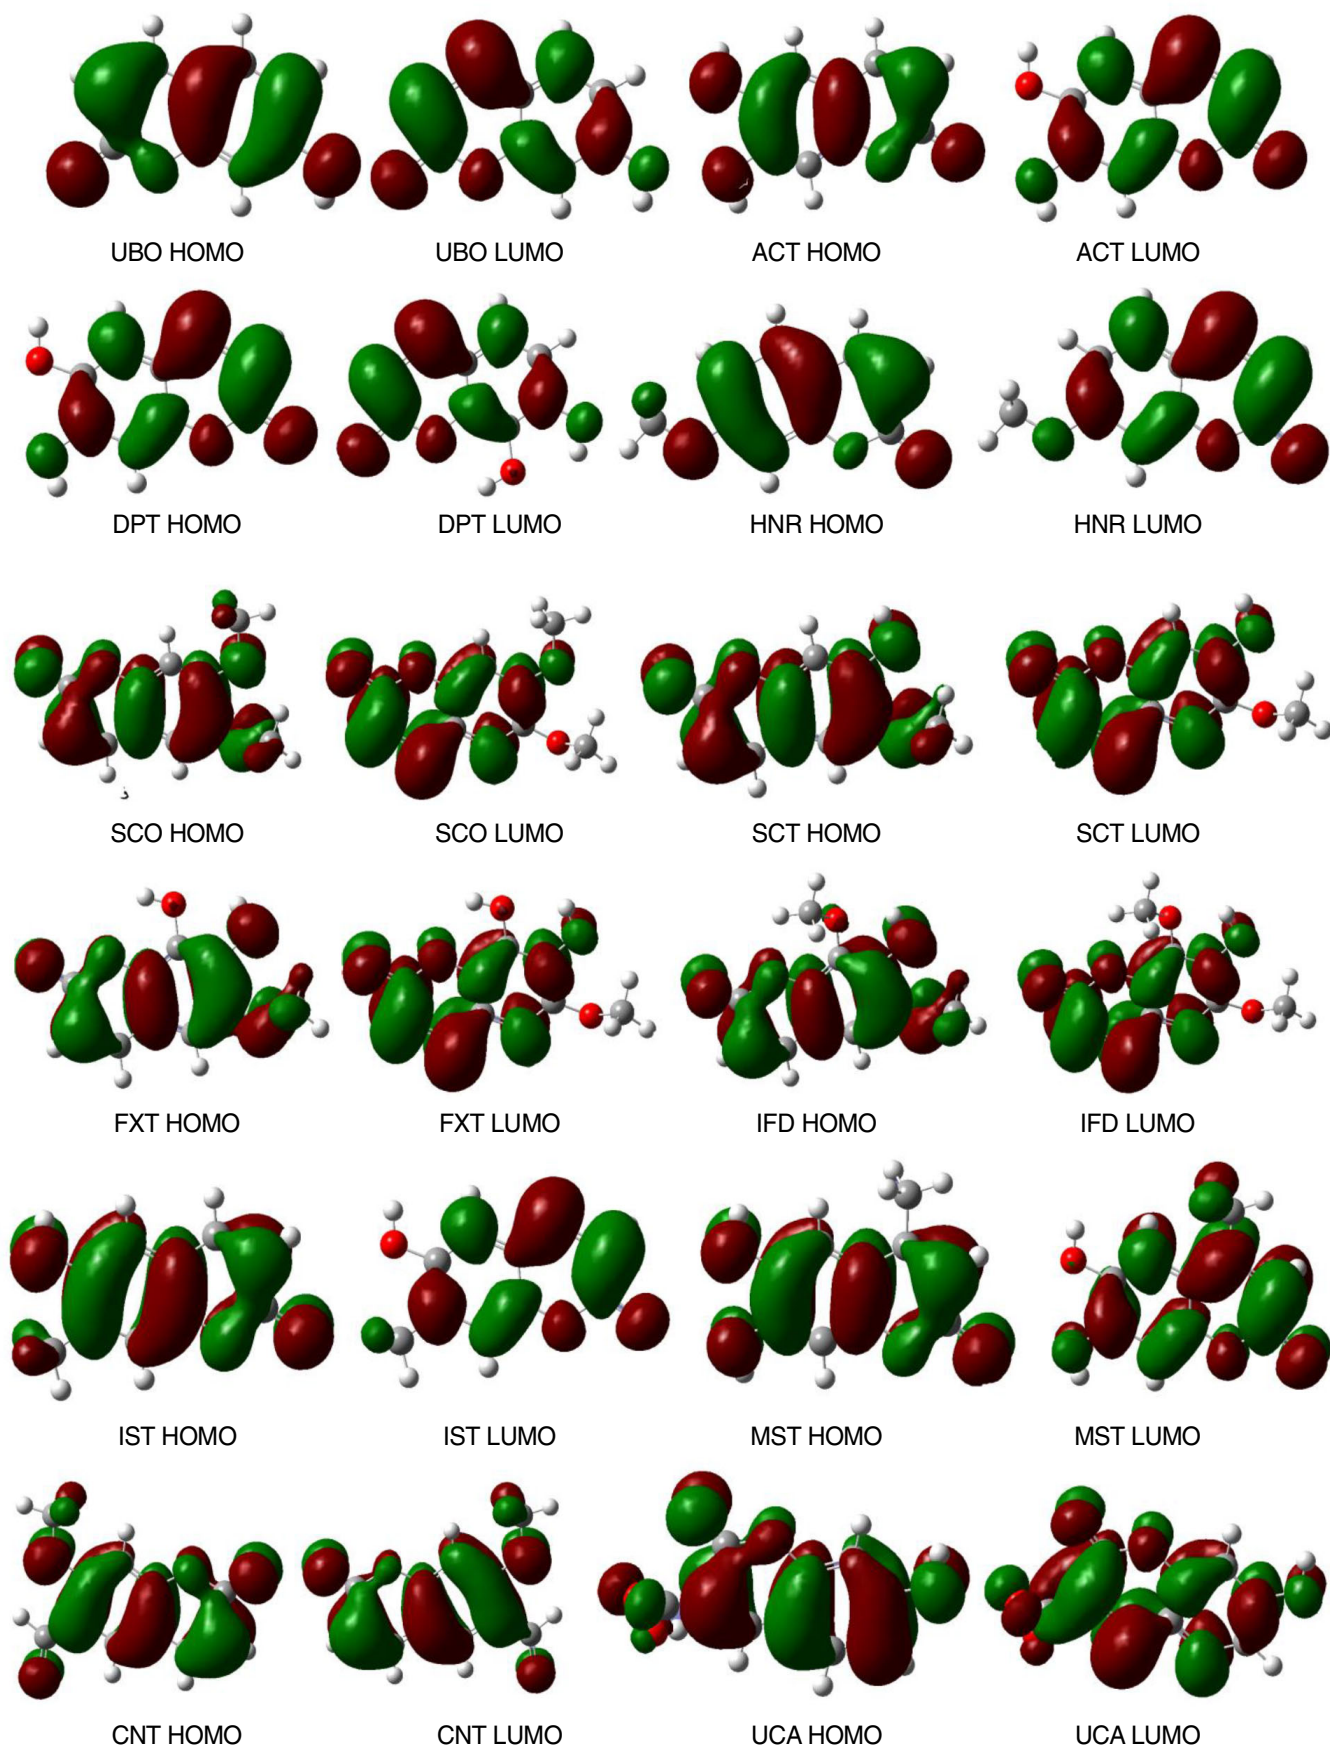 UBO HOMO UBO LUMO ACT HOMO ACT LUMO
DPT HOMO DPT LUMO HNR HOMO HNR LUMO
SCO HOMO SCO LUMO SCT HOMO SCT LUMO
FXT HOMO FXT LUMO IFD HOMO IFD LUMO
IST HOMO IST LUMO MST HOMO MST LUMO
CNT HOMO CNT LUMO UCA HOMO UCA LUMO